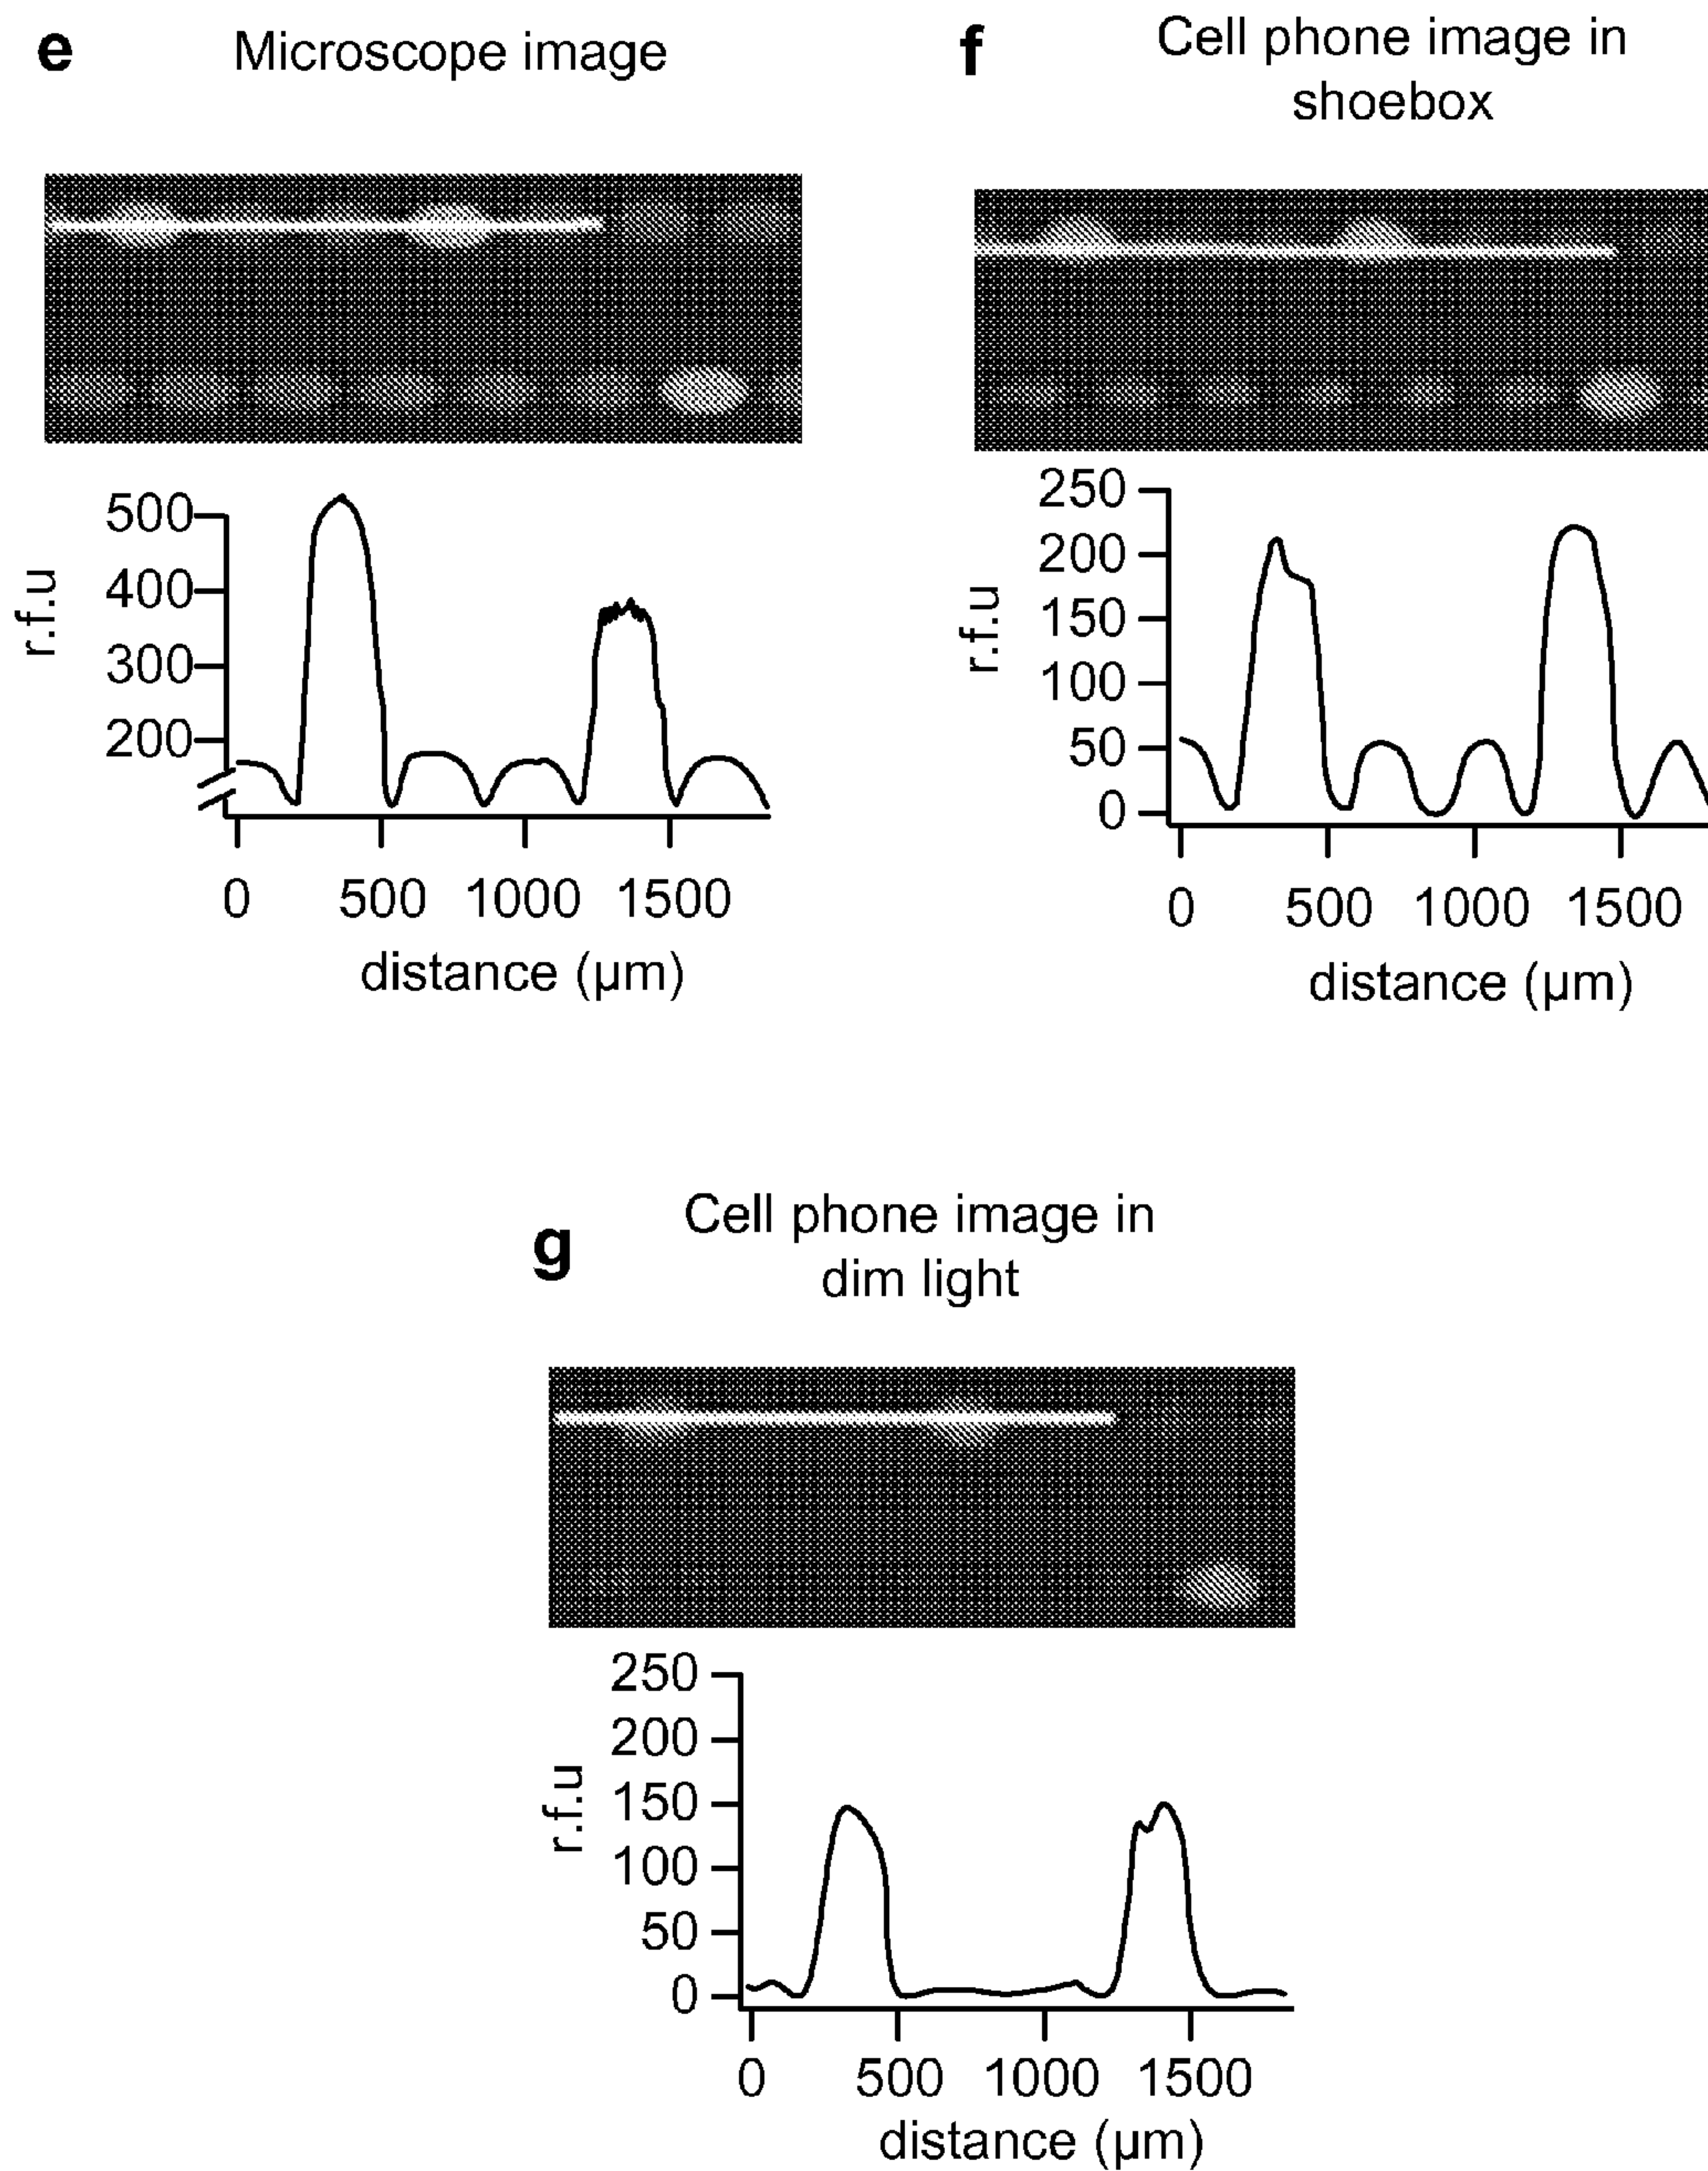 e
Microscope image
500
400
300
200
r.f.u
0 500 1000 1500
distance (µm)
f
Cell phone image in
shoebox
250
200
150
100
50
0
r.f.u
0 500 1000 1500
distance (µm)
g
Cell phone image in
dim light
250
200
150
100
50
0
r.f.u
0 500 1000 1500
distance (µm)